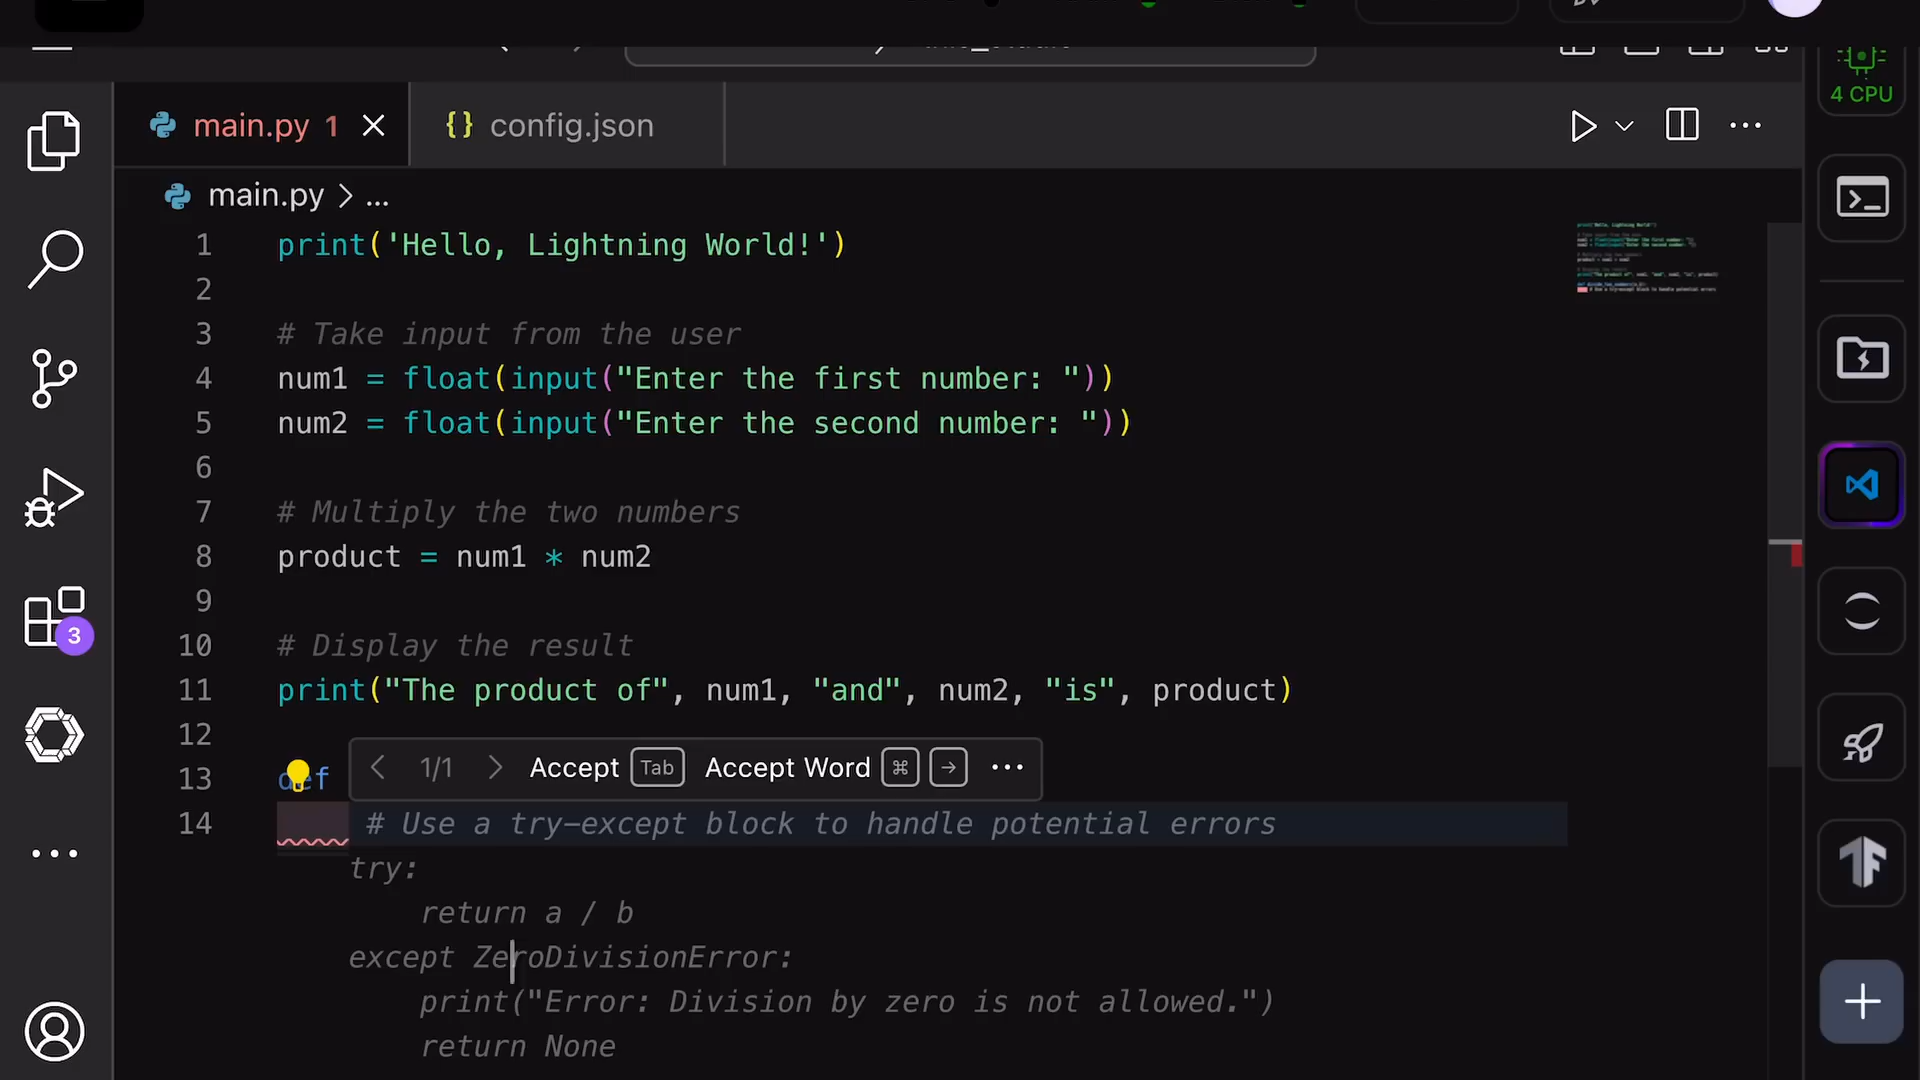 4 CPU
main.py 1
{} config.json
main.py > ...
1 print('Hello, Lightning World!')
2
3 # Take input from the user
4 num1 = float(input("Enter the first number: "))
5 num2 = float(input("Enter the second number: "))
6
7 # Multiply the two numbers
8 product = num1 * num2
9
10 # Display the result
11 print("The product of", num1, "and", num2, "is", product)
12
1/1 Accept Tab Accept Word ⌘ → ···
13 def
14 # Use a try-except block to handle potential errors
try:
return a / b
except ZeroDivisionError:
print("Error: Division by zero is not allowed.")
return None
3